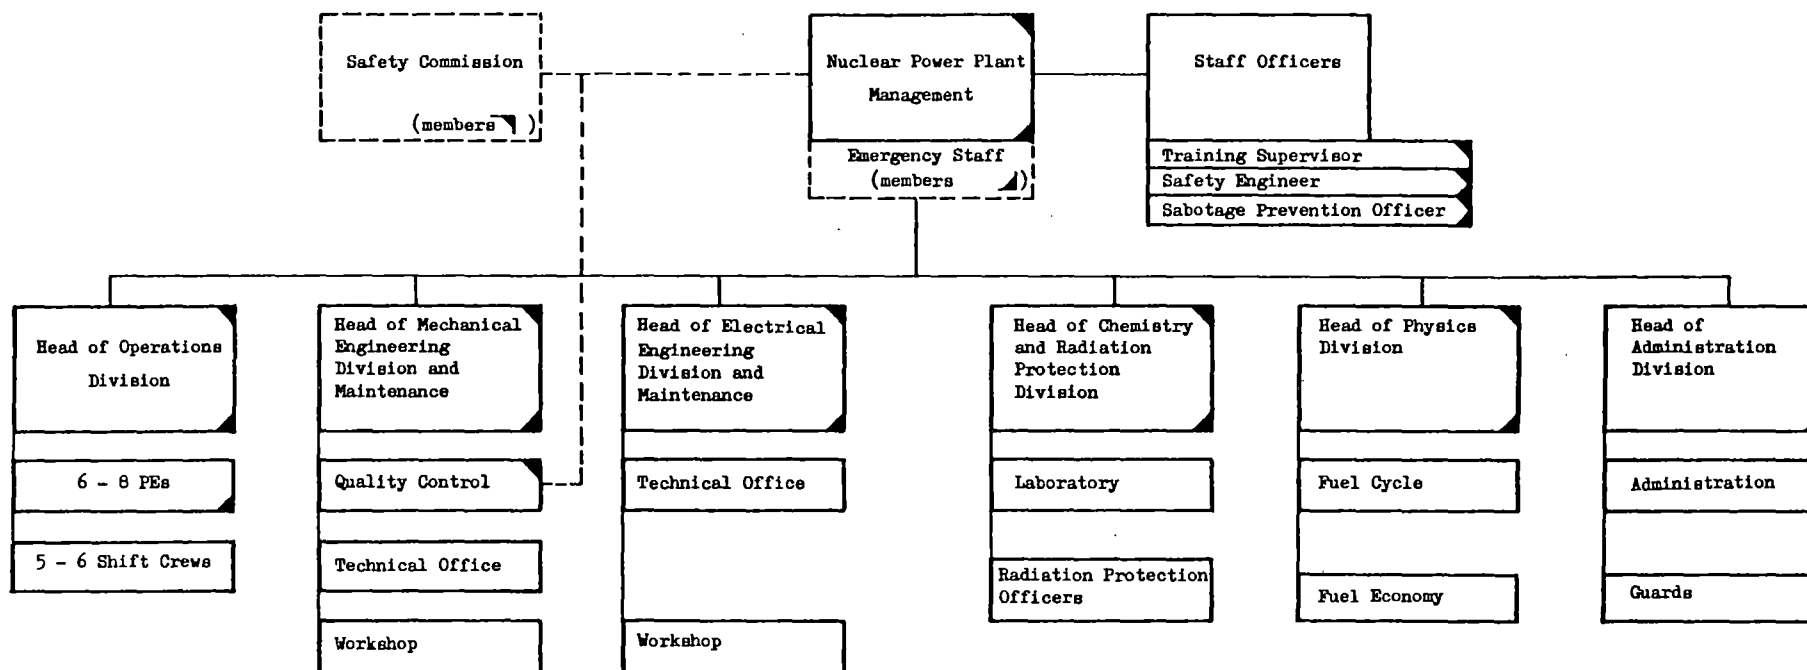 Safety Commission
(members )
Nuclear Power Plant
Management
Emergency Staff
(members )
Staff Officers
Training Supervisor
Safety Engineer
Sabotage Prevention Officer
Head of Operations
Division
6 - 8 PEs
5 - 6 Shift Crews
Head of Mechanical
Engineering
Division and
Maintenance
Quality Control
Technical Office
Workshop
Head of Electrical
Engineering
Division and
Maintenance
Technical Office
Workshop
Head of Chemistry
and Radiation
Protection
Division
Laboratory
Radiation Protection
Officers
Head of Physics
Division
Fuel Cycle
Fuel Economy
Head of
Administration
Division
Administration
Guards